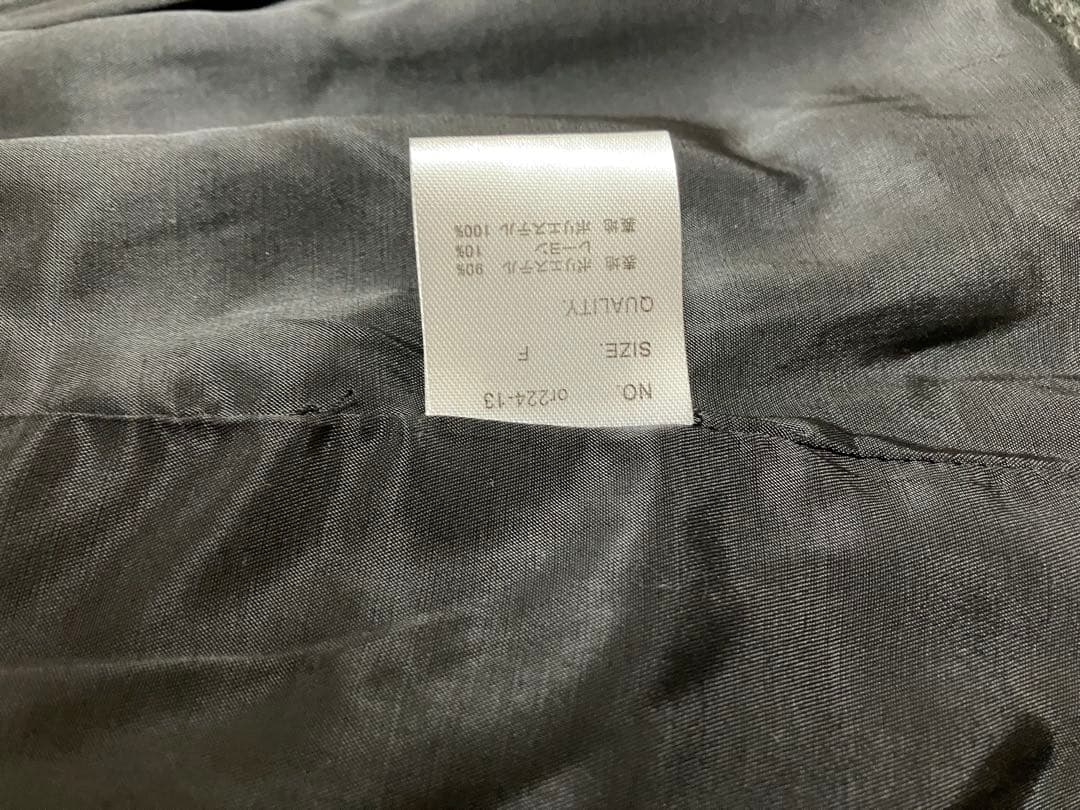 NO. or224-13
SIZE. F
QUALITY.
表地 ポリエステル 90%
レーヨン 10%
表地 ポリエステル 100%